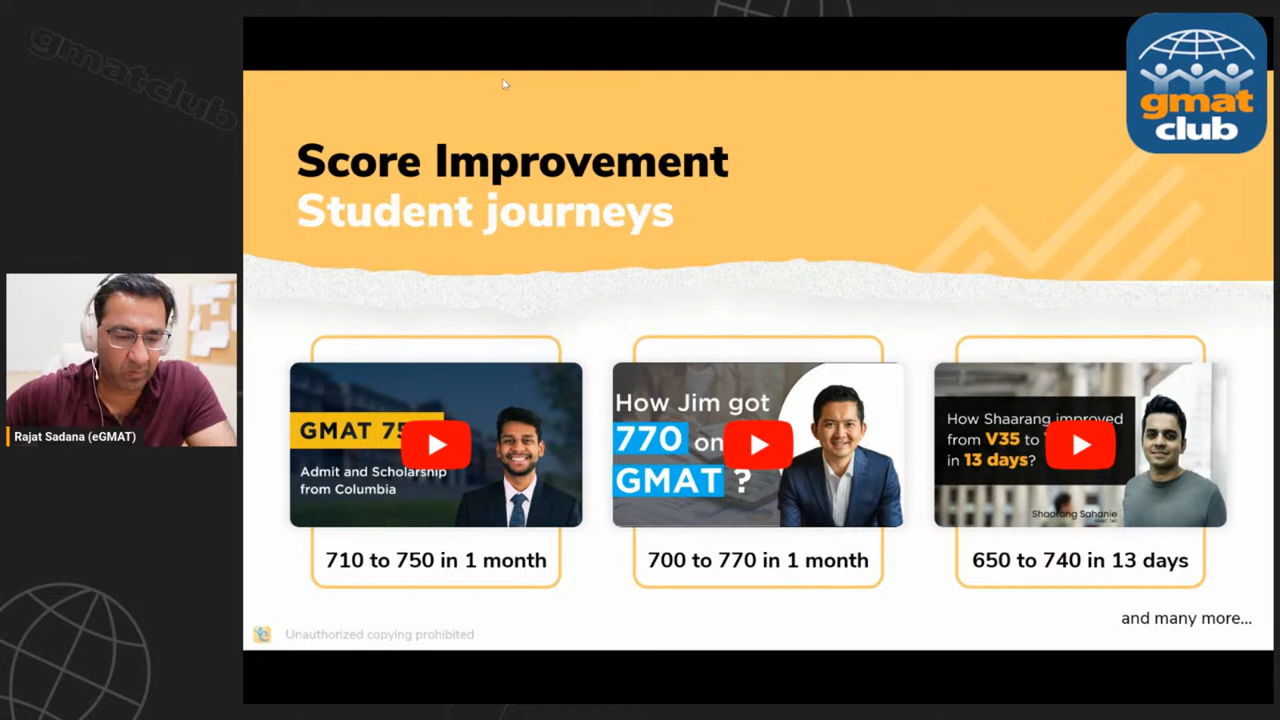 gmatclub
gmat
club
Score Improvement
Student journeys
Rajat Sadana (eGMAT)
GMAT 75
Admit and Scholarship
from Columbia
710 to 750 in 1 month
How Jim got
770 on
GMAT ?
700 to 770 in 1 month
How Shaarang improved
from V35 to
in 13 days?
Shaarang Sahanie
650 to 740 in 13 days
and many more...
Unauthorized copying prohibited